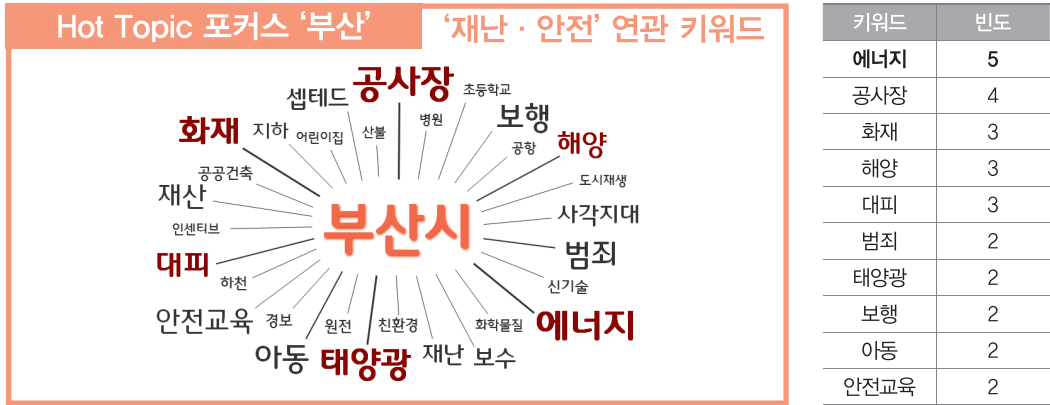 Hot Topic 포커스 ‘부산’
‘재난 · 안전’ 연관 키워드
공사장
셉테드
초등학교
화재
지하
어린이집
산불
병원
보행
공항
해양
공공건축
재산
도시재생
인센티브
부산시
사각지대
대피
범죄
하천
신기술
안전교육
경보
원전
친환경
화학물질
에너지
아동
태양광
재난
보수
키워드 빈도
에너지 5
공사장 4
화재 3
해양 3
대피 3
범죄 2
태양광 2
보행 2
아동 2
안전교육 2